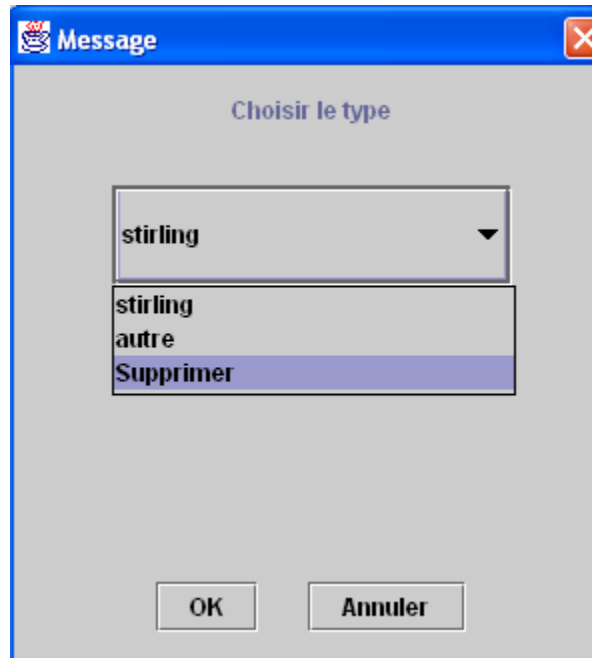 Message
Choisir le type
stirling
stirling
autre
Supprimer
OK Annuler